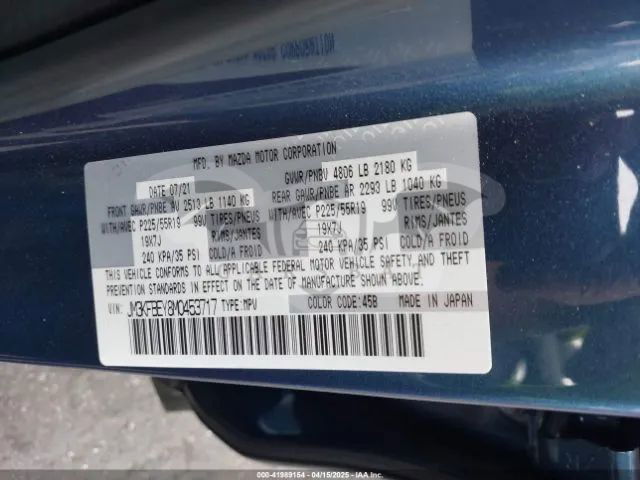 MFD. BY MAZDA MOTOR CORPORATION
DATE 07/21
GVWR/PNBV 4806 LB 2180 KG
FRONT GAWR/PNBE AV 2513 LB 1140 KG
REAR GAWR/PNBE AR 2293 LB 1040 KG
WITH/AVEC P225/55R19 99V TIRES/PNEUS
WITH/AVEC P225/55R19 99V TIRES/PNEUS
19X7J RIMS/JANTES
19X7J RIMS/JANTES
240 KPA/35 PSI COLD/A FROID
240 KPA/35 PSI COLD/A FROID
THIS VEHICLE CONFORMS TO ALL APPLICABLE FEDERAL MOTOR VEHICLE SAFETY, AND THEFT
PREVENTION STANDARDS IN EFFECT ON THE DATE OF MANUFACTURE SHOWN ABOVE.
VIN: JM3KFBEY8M0453717 TYPE:MPV COLOR CODE:45B MADE IN JAPAN
000-41989154 04/15/2025 IAAI.COM